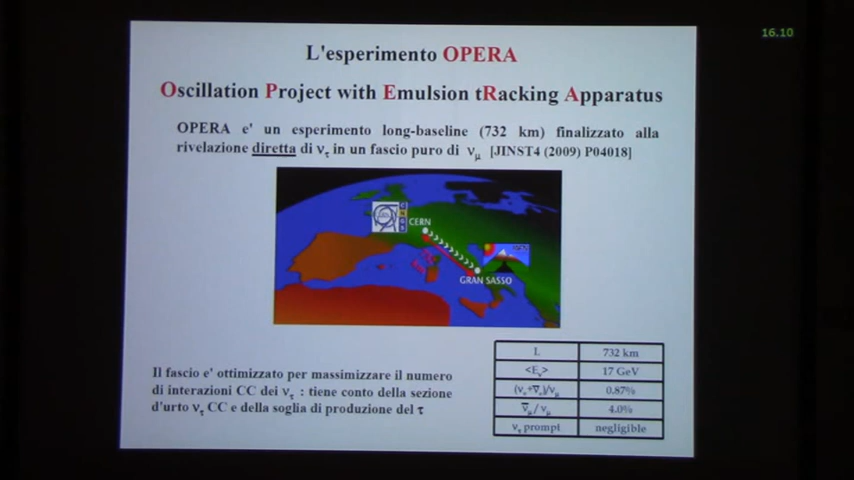 16.10
L'esperimento OPERA
Oscillation Project with Emulsion tRacking Apparatus
OPERA e' un esperimento long-baseline (732 km) finalizzato alla
rivelazione diretta di ντ in un fascio puro di νμ [JINST4 (2009) P04018]
CERN
GRAN SASSO
Il fascio e' ottimizzato per massimizzare il numero
di interazioni CC dei ντ : tiene conto della sezione
d'urto ντ CC e della soglia di produzione del τ
L 732 km
<Eν> 17 GeV
(νe+ν̅e)/νμ 0.87%
ν̅μ / νμ 4.0%
ντ prompt negligible